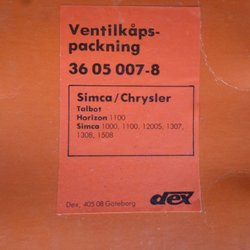 Ventilkåps-
packning
36 05 007-8
Simca/Chrysler
Talbot
Horizon 1100
Simca 1000, 1100, 1200S, 1307,
1308, 1508
dex
Dex, 405 08 Göteborg